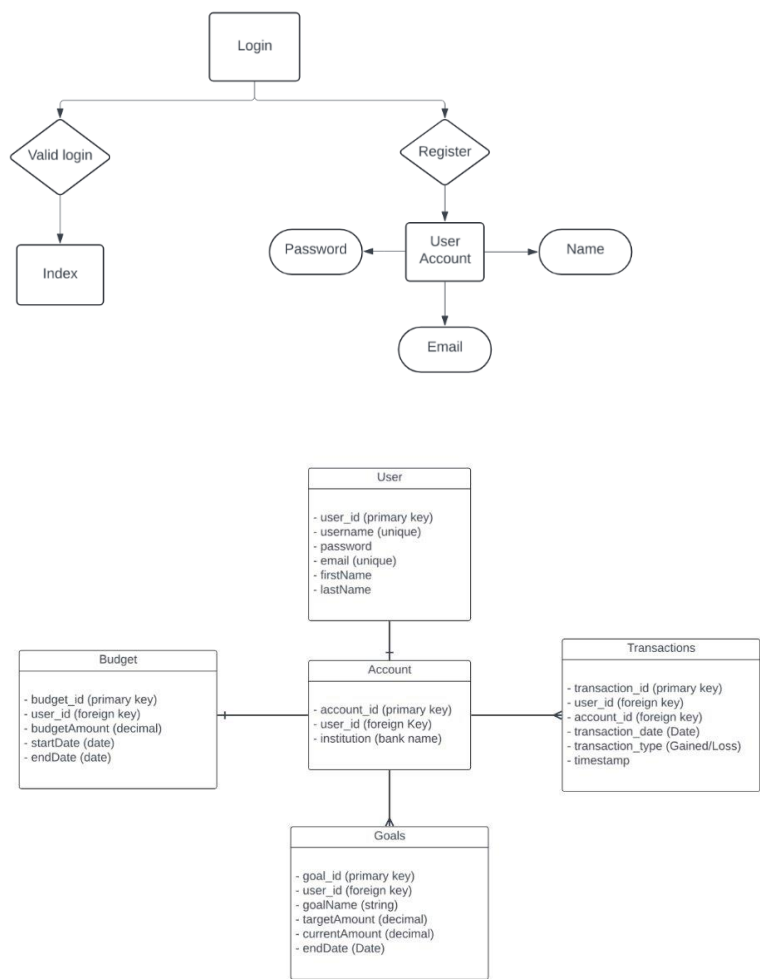 Login
Valid login
Register
Password
User
Account
Name
Index
Email
User
- user_id (primary key)
- username (unique)
- password
- email (unique)
- firstName
- lastName
Budget
- budget_id (primary key)
- user_id (foreign key)
- budgetAmount (decimal)
- startDate (date)
- endDate (date)
Account
- account_id (primary key)
- user_id (foreign Key)
- institution (bank name)
Transactions
- transaction_id (primary key)
- user_id (foreign key)
- account_id (foreign key)
- transaction_date (Date)
- transaction_type (Gained/Loss)
- timestamp
Goals
- goal_id (primary key)
- user_id (foreign key)
- goalName (string)
- targetAmount (decimal)
- currentAmount (decimal)
- endDate (Date)